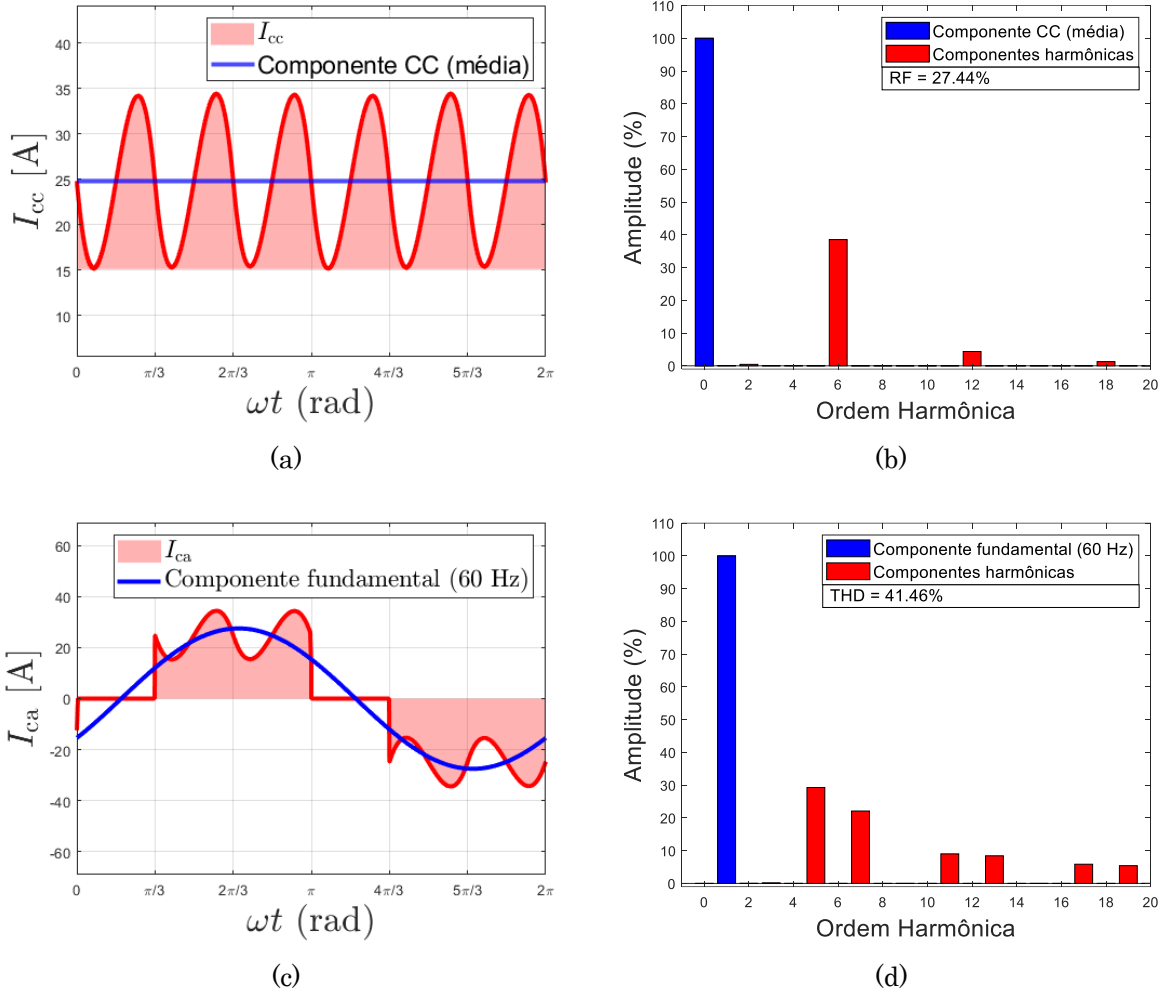 I_cc
Componente CC (média)
40
35
30
25
20
15
10
I_cc [A]
0 π/3 2π/3 π 4π/3 5π/3 2π
ωt (rad)
(a)
Componente CC (média)
Componentes harmônicas
RF = 27.44%
110
100
90
80
70
60
50
40
30
20
10
0
Amplitude (%)
0 2 4 6 8 10 12 14 16 18 20
Ordem Harmônica
(b)
I_ca
Componente fundamental (60 Hz)
60
40
20
0
-20
-40
-60
I_ca [A]
0 π/3 2π/3 π 4π/3 5π/3 2π
ωt (rad)
(c)
Componente fundamental (60 Hz)
Componentes harmônicas
THD = 41.46%
110
100
90
80
70
60
50
40
30
20
10
0
Amplitude (%)
0 2 4 6 8 10 12 14 16 18 20
Ordem Harmônica
(d)